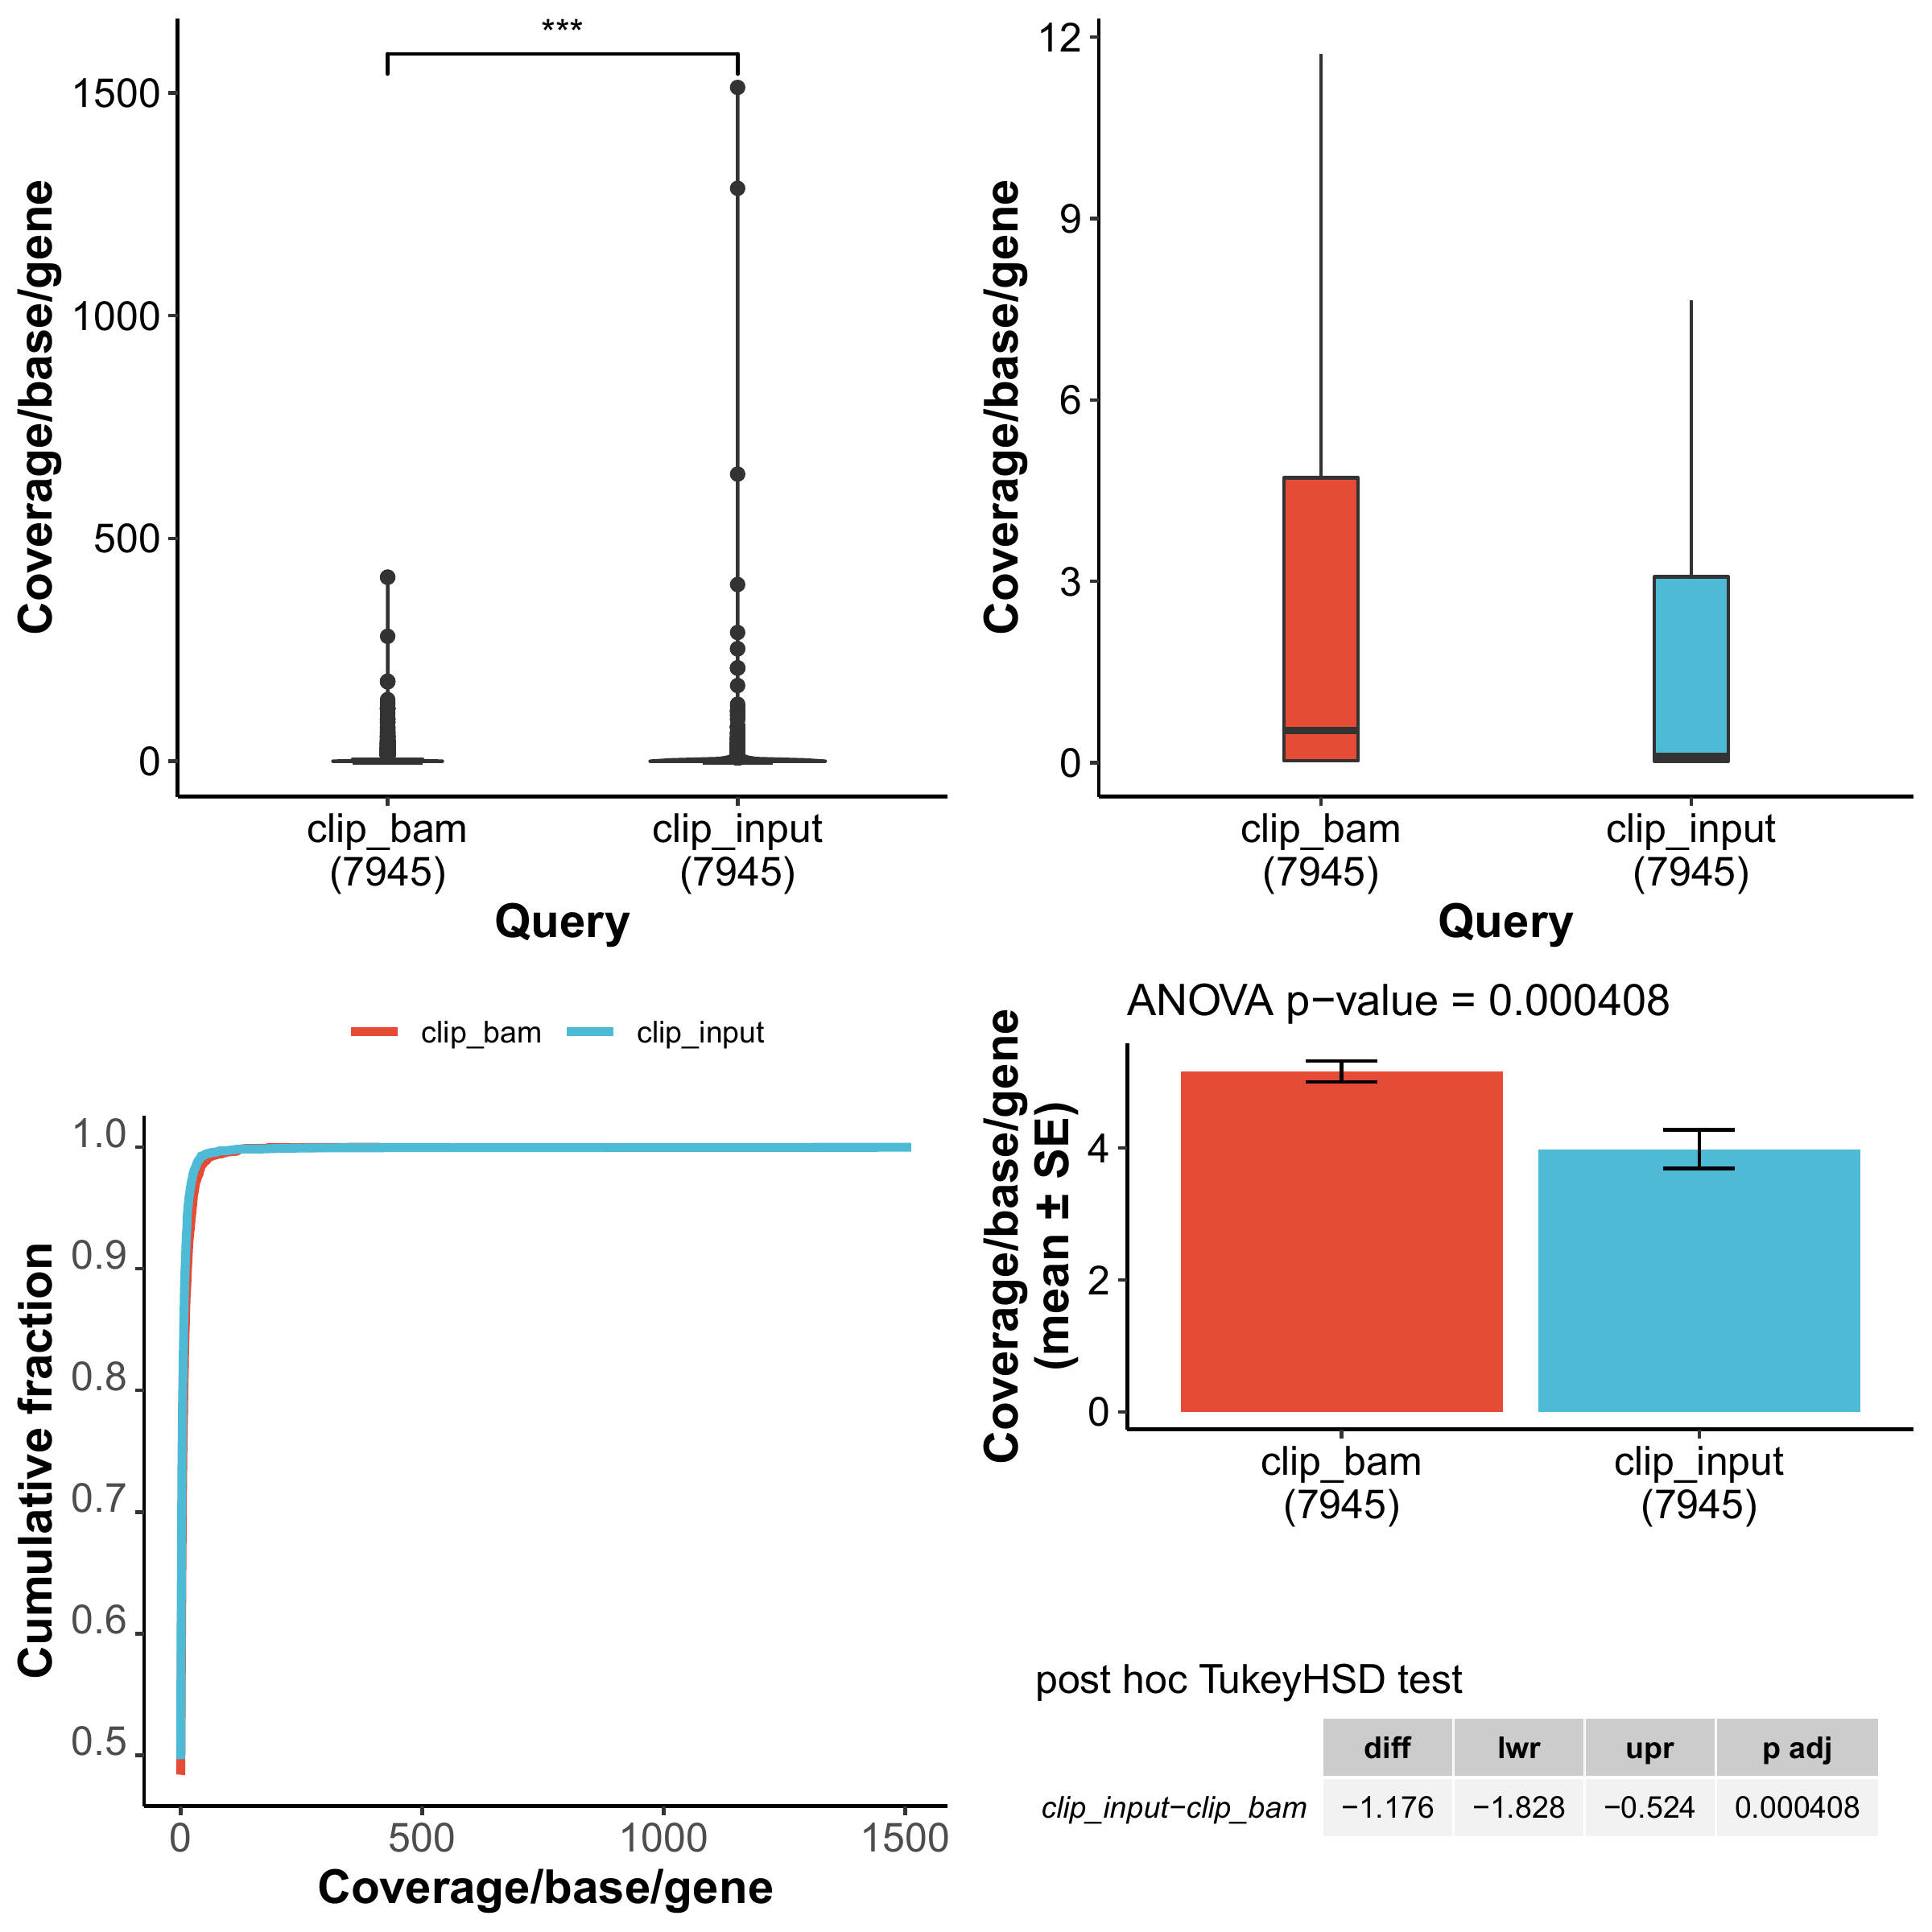 ***
Coverage/base/gene
1500
1000
500
0
clip_bam
(7945)
clip_input
(7945)
Query
Coverage/base/gene
12
9
6
3
0
clip_bam
(7945)
clip_input
(7945)
Query
clip_bam
clip_input
Cumulative fraction
1.0
0.9
0.8
0.7
0.6
0.5
0
500
1000
1500
Coverage/base/gene
ANOVA p−value = 0.000408
Coverage/base/gene
(mean ± SE)
4
2
0
clip_bam
(7945)
clip_input
(7945)
post hoc TukeyHSD test
diff lwr upr p adj
clip_input−clip_bam −1.176 −1.828 −0.524 0.000408